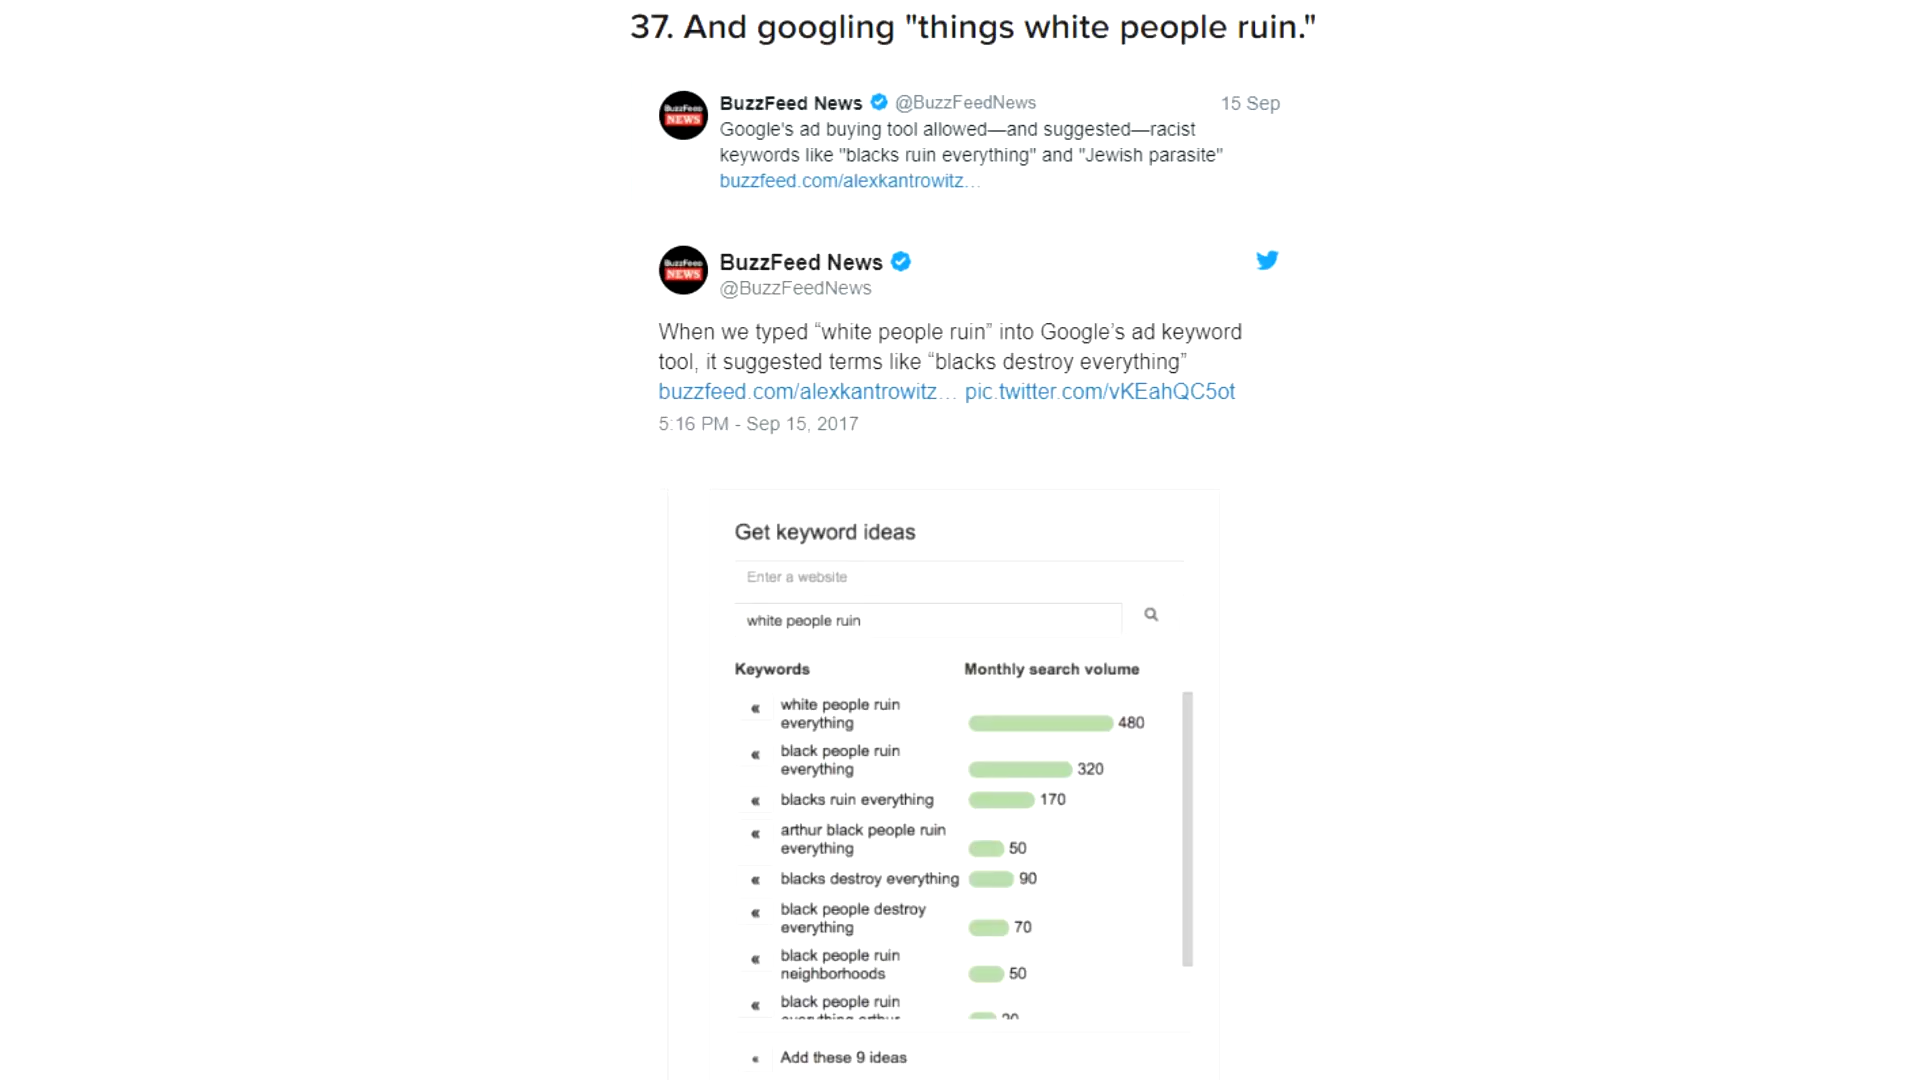 37. And googling "things white people ruin."
BuzzFeed News @BuzzFeedNews 15 Sep
Google's ad buying tool allowed—and suggested—racist
keywords like "blacks ruin everything" and "Jewish parasite"
buzzfeed.com/alexkantrowitz…
BuzzFeed NEWS
BuzzFeed News
@BuzzFeedNews
BuzzFeed NEWS
When we typed “white people ruin” into Google’s ad keyword
tool, it suggested terms like “blacks destroy everything”
buzzfeed.com/alexkantrowitz… pic.twitter.com/vKEahQC5ot
5:16 PM - Sep 15, 2017
Get keyword ideas
Enter a website
white people ruin
Keywords Monthly search volume
white people ruin
everything 480
black people ruin
everything 320
blacks ruin everything 170
arthur black people ruin
everything 50
blacks destroy everything 90
black people destroy
everything 70
black people ruin
neighborhoods 50
black people ruin
Add these 9 ideas